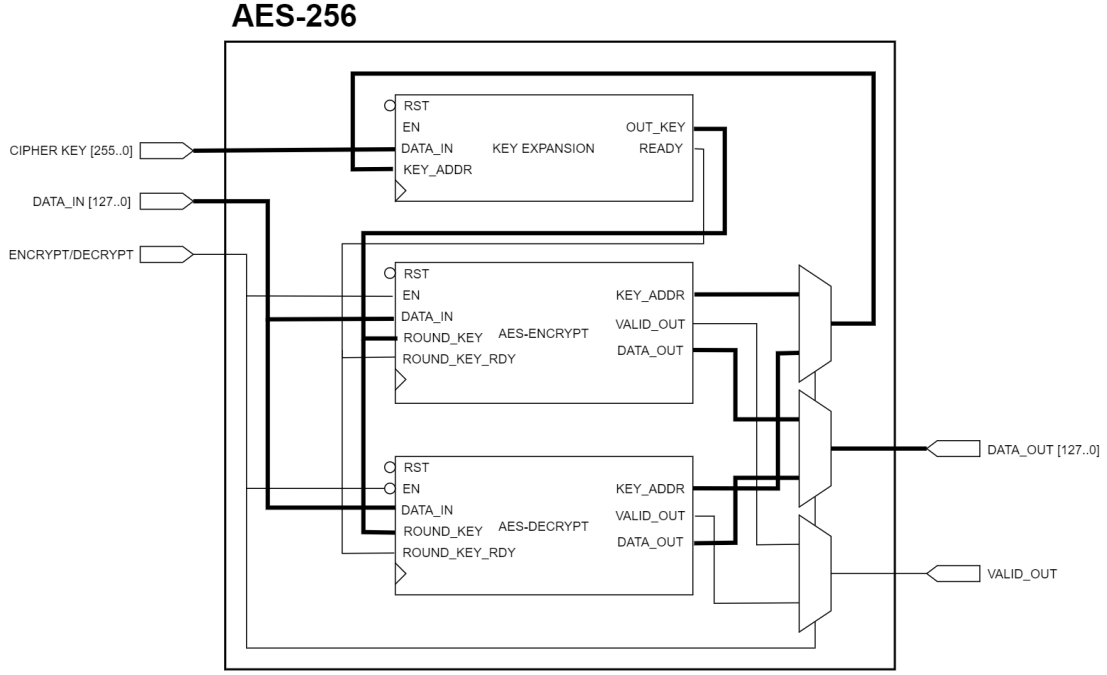 AES-256
CIPHER KEY [255..0]
DATA_IN [127..0]
ENCRYPT/DECRYPT
RST
EN
DATA_IN
KEY_ADDR
KEY EXPANSION
OUT_KEY
READY
RST
EN
DATA_IN
ROUND_KEY
ROUND_KEY_RDY
AES-ENCRYPT
KEY_ADDR
VALID_OUT
DATA_OUT
RST
EN
DATA_IN
ROUND_KEY
ROUND_KEY_RDY
AES-DECRYPT
KEY_ADDR
VALID_OUT
DATA_OUT
DATA_OUT [127..0]
VALID_OUT